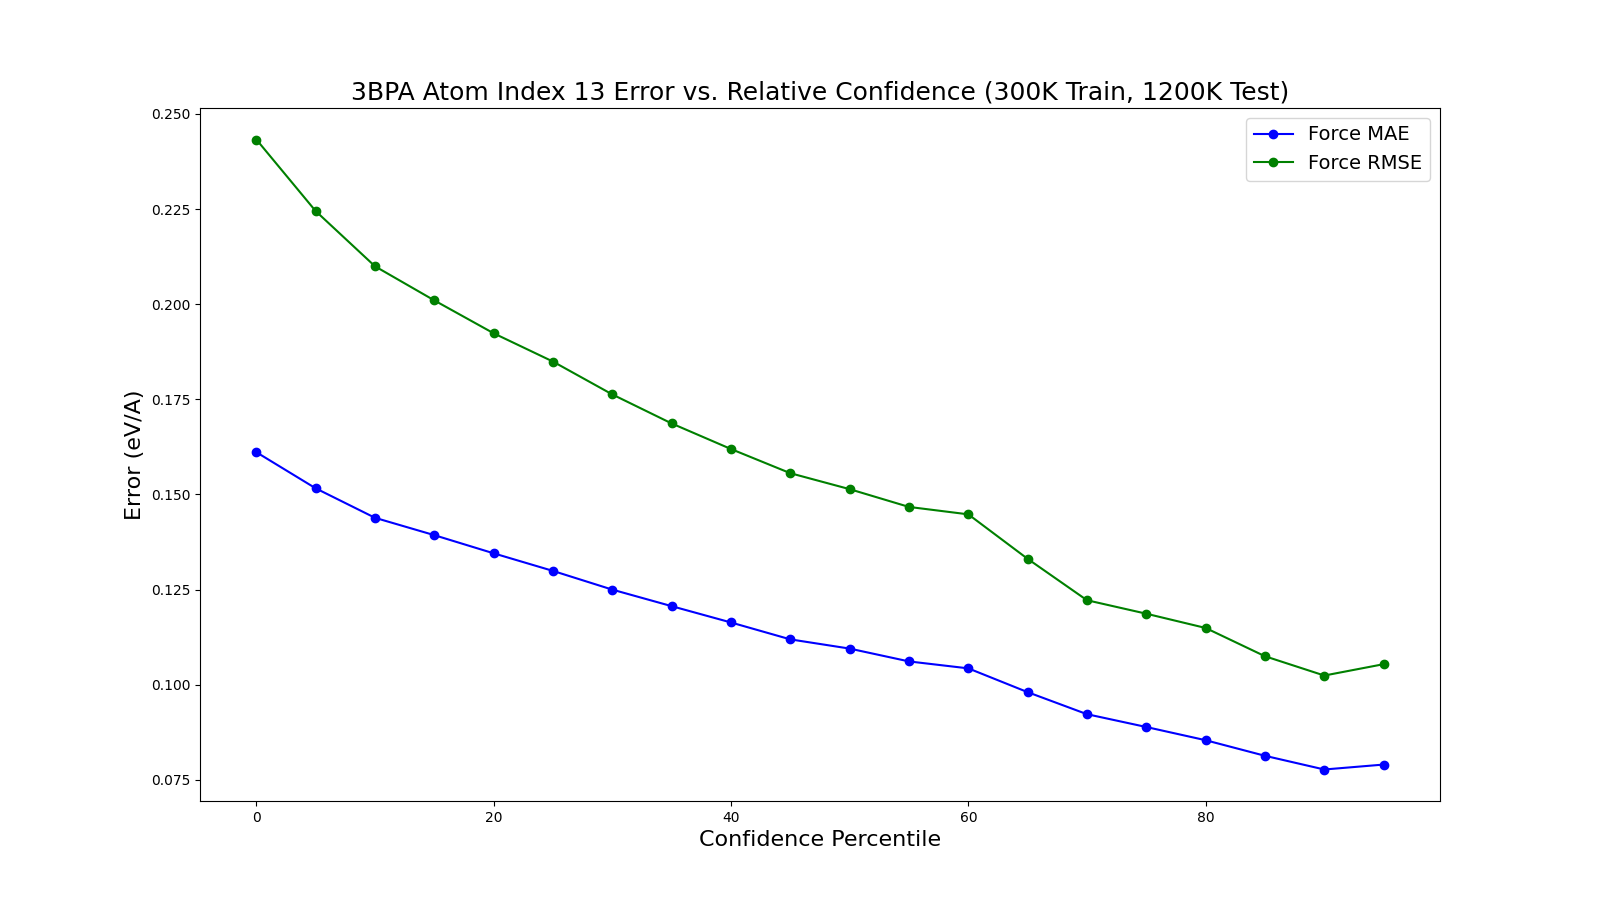 3BPA Atom Index 13 Error vs. Relative Confidence (300K Train, 1200K Test)
Force MAE
Force RMSE
Error (eV/A)
0.250
0.225
0.200
0.175
0.150
0.125
0.100
0.075
0
20
40
60
80
Confidence Percentile